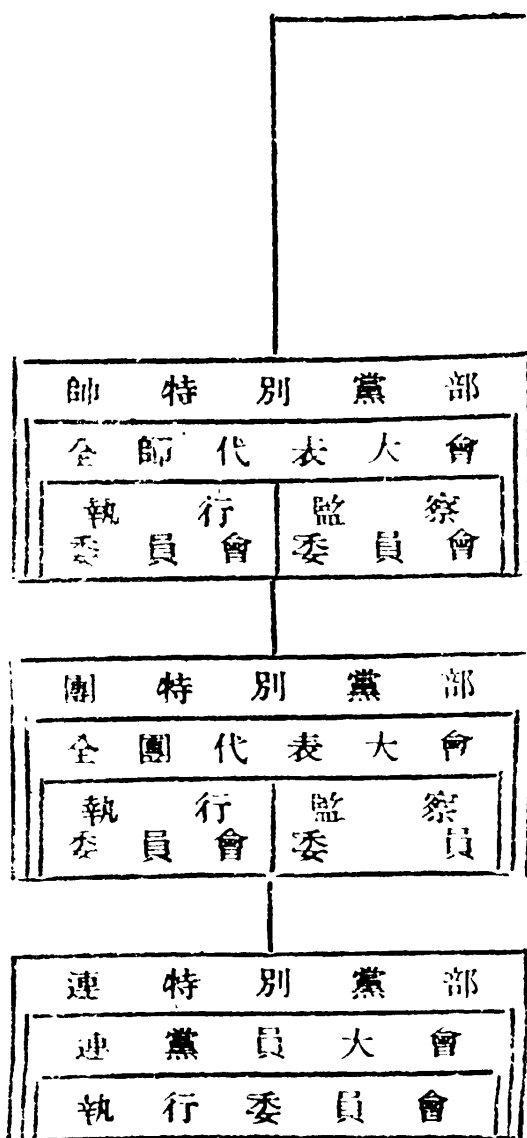 師特別黨部
全師代表大會
執行委員會
監察委員會
團特別黨部
全團代表大會
執行委員會
監察委員
連特別黨部
連黨員大會
執行委員會